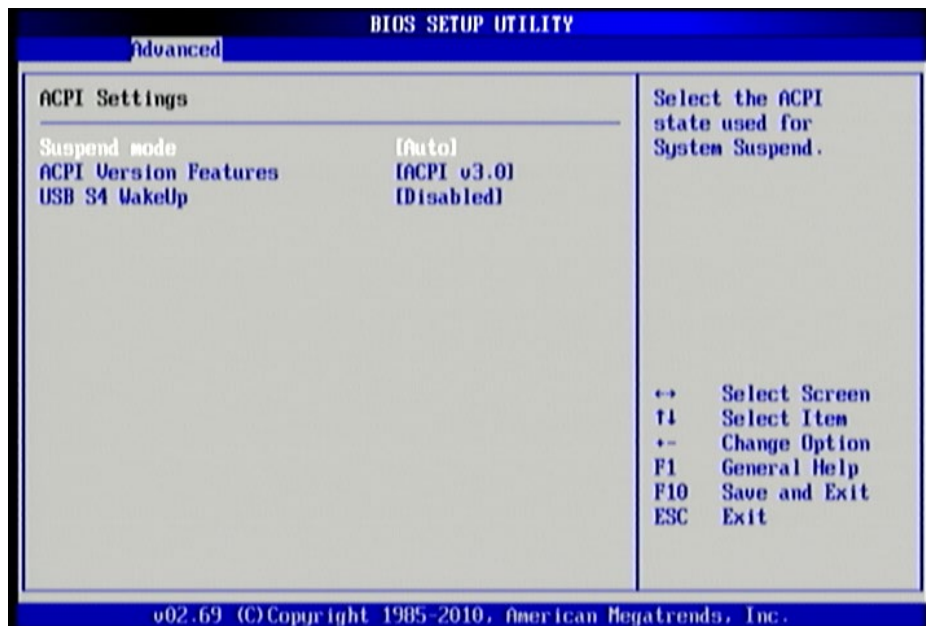 BIOS SETUP UTILITY
Advanced
ACPI Settings
Suspend mode [Auto]
ACPI Version Features [ACPI v3.0]
USB S4 WakeUp [Disabled]
Select the ACPI
state used for
System Suspend.
←→ Select Screen
↑↓ Select Item
+- Change Option
F1 General Help
F10 Save and Exit
ESC Exit
v02.69 (C)Copyright 1985-2010, American Megatrends, Inc.